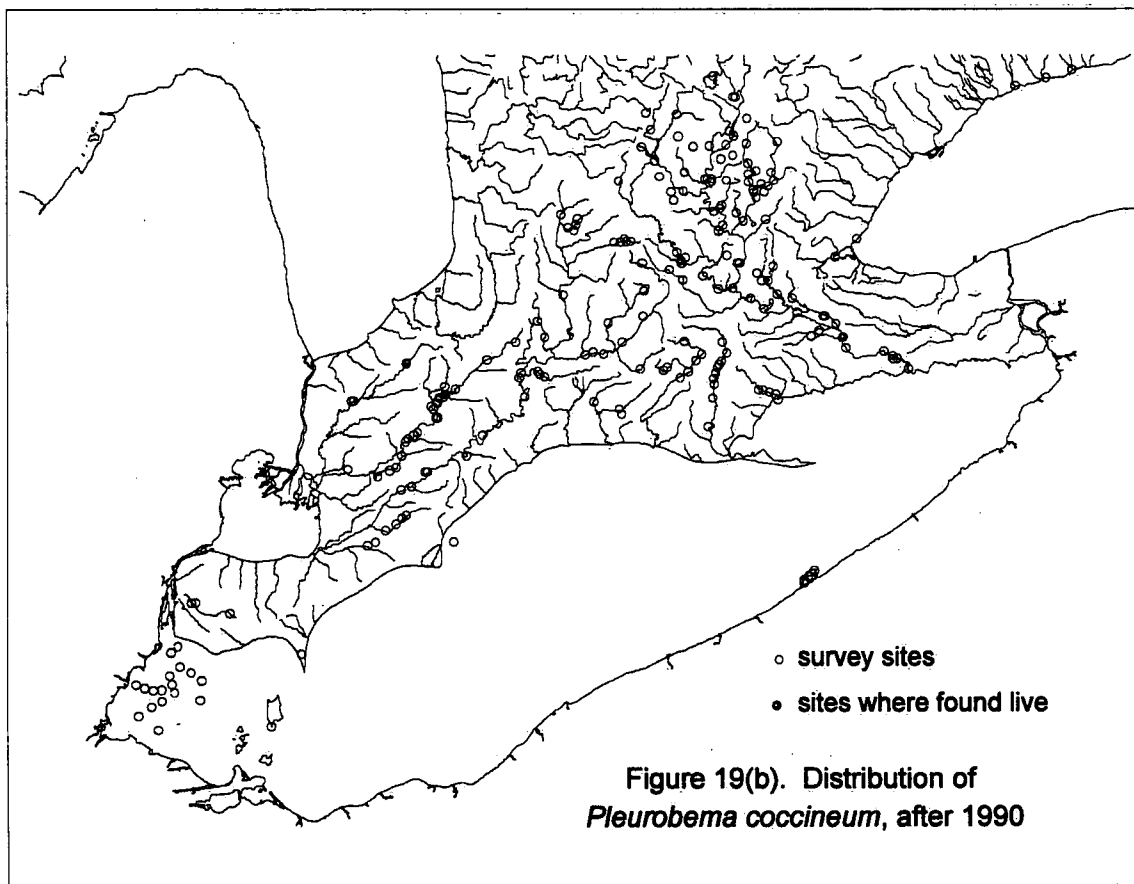 survey sites
sites where found live
Figure 19(b). Distribution of
Pleurobema coccineum, after 1990